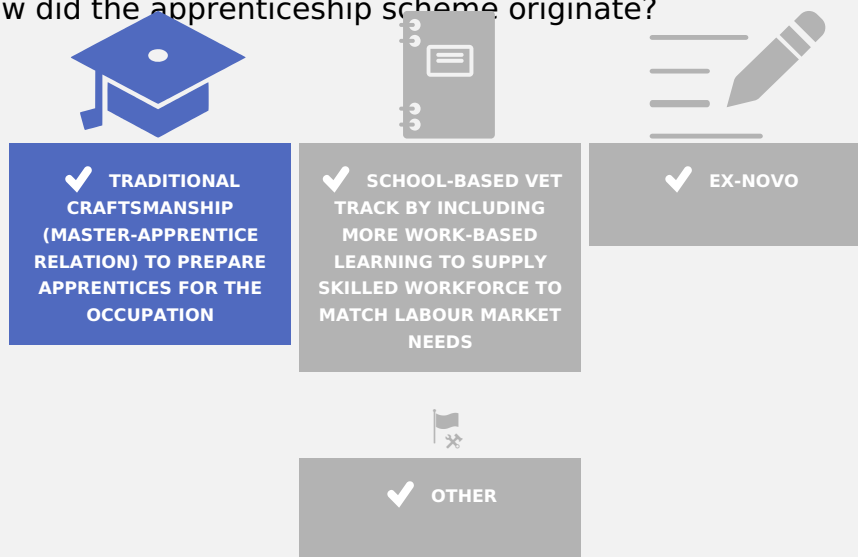 w did the apprenticeship scheme originate?
TRADITIONAL
CRAFTSMANSHIP
(MASTER-APPRENTICE
RELATION) TO PREPARE
APPRENTICES FOR THE
OCCUPATION
SCHOOL-BASED VET
TRACK BY INCLUDING
MORE WORK-BASED
LEARNING TO SUPPLY
SKILLED WORKFORCE TO
MATCH LABOUR MARKET
NEEDS
EX-NOVO
OTHER